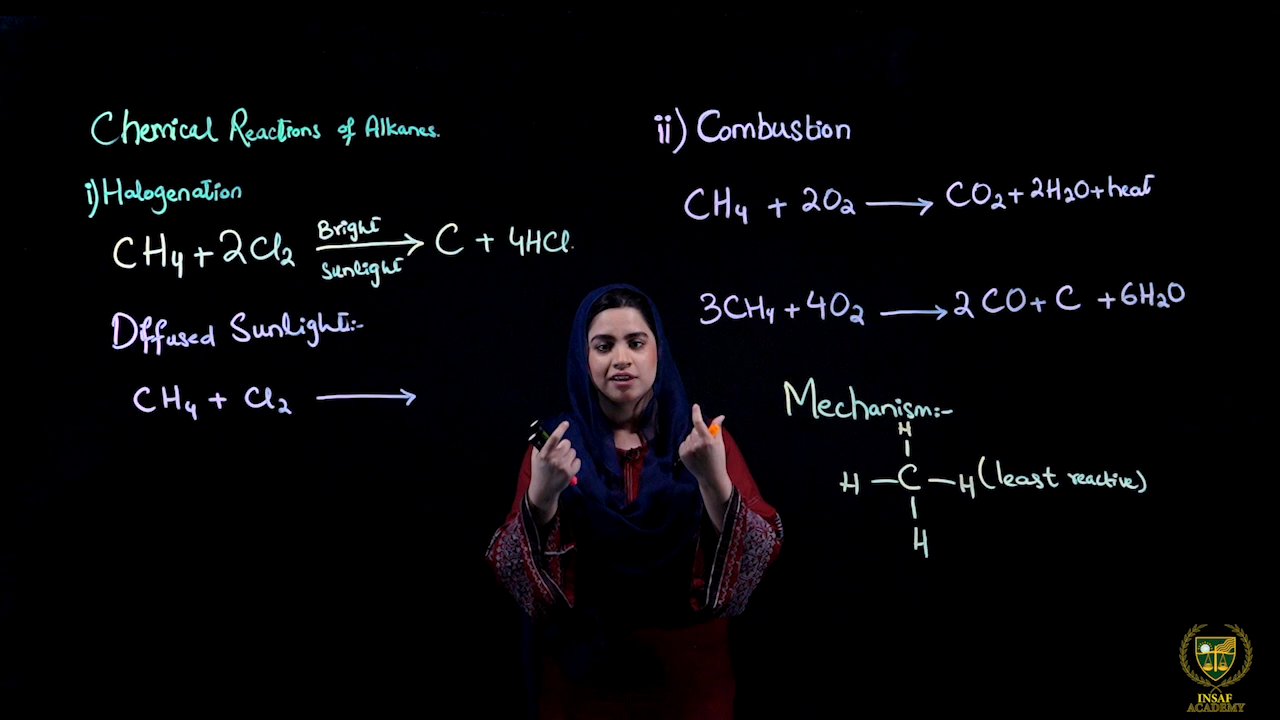 Chemical Reactions of Alkanes.
i) Halogenation
CH4 + 2Cl2 Bright Sunlight → C + 4HCl.
Diffused Sunlight:-
CH4 + Cl2 →
ii) Combustion
CH4 + 2O2 → CO2 + 2H2O + heat
3CH4 + 4O2 → 2CO + C + 6H2O
Mechanism:-
H
H — C — H (least reactive)
H
INSAF
ACADEMY